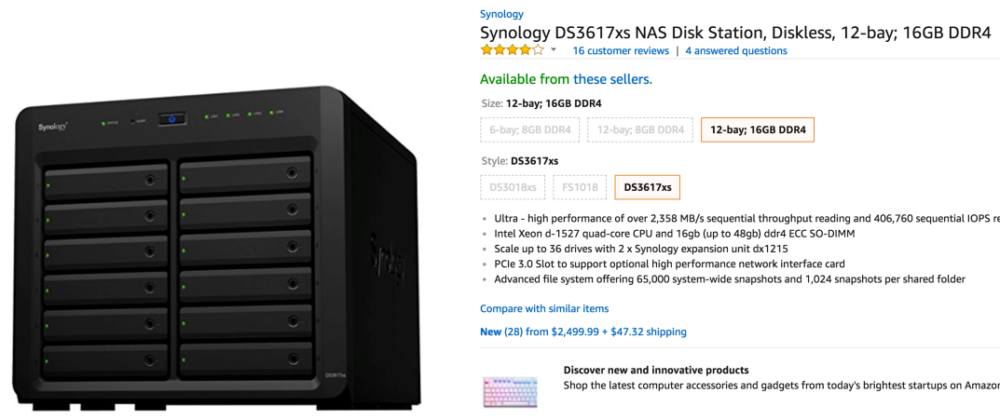 Synology
STATUS
ALERT
LAN1
LAN2
LAN3
LAN4
Synology
DS3617xs
Synology
Synology DS3617xs NAS Disk Station, Diskless, 12-bay; 16GB DDR4
16 customer reviews | 4 answered questions
Available from these sellers.
Size: 12-bay; 16GB DDR4
6-bay; 8GB DDR4
12-bay; 8GB DDR4
12-bay; 16GB DDR4
Style: DS3617xs
DS3018xs
FS1018
DS3617xs
• Ultra - high performance of over 2,358 MB/s sequential throughput reading and 406,760 sequential IOPS re
• Intel Xeon d-1527 quad-core CPU and 16gb (up to 48gb) ddr4 ECC SO-DIMM
• Scale up to 36 drives with 2 x Synology expansion unit dx1215
• PCIe 3.0 Slot to support optional high performance network interface card
• Advanced file system offering 65,000 system-wide snapshots and 1,024 snapshots per shared folder
Compare with similar items
New (28) from $2,499.99 + $47.32 shipping
Discover new and innovative products
Shop the latest computer accessories and gadgets from today's brightest startups on Amazon